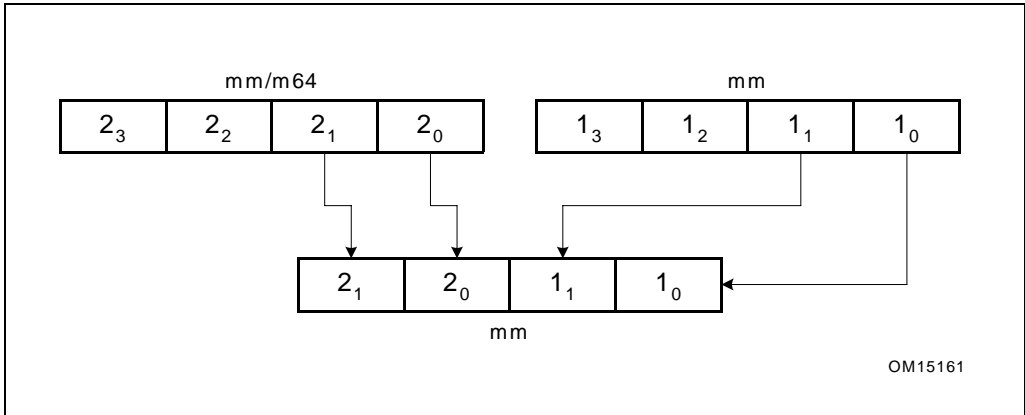 mm/m64 mm
2₃ 2₂ 2₁ 2₀ 1₃ 1₂ 1₁ 1₀
2₁ 2₀ 1₁ 1₀
mm
OM15161